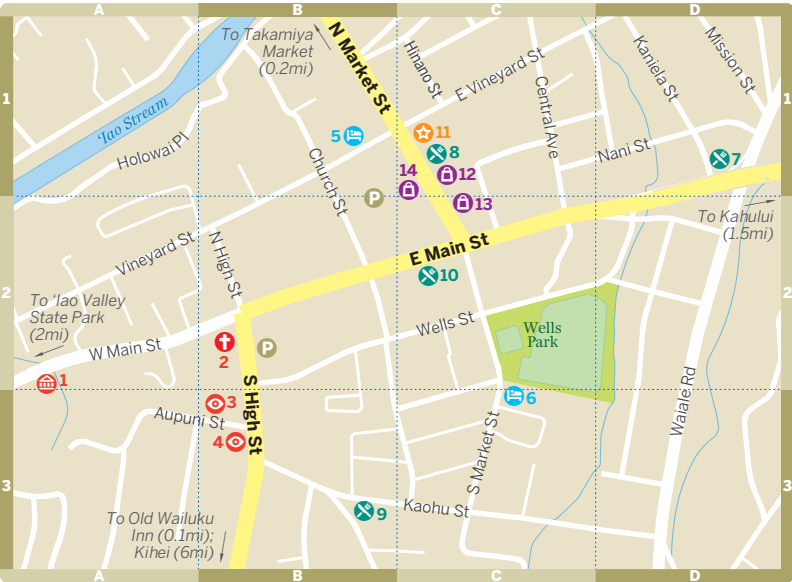 A
B
C
D
1
2
3
1
2
3
A
B
C
D
To Takamiya
Market
(0.2mi)
N Market St
Hinano St
E Vineyard St
Central Ave
Kaniela St
Mission St
'Iao Stream
Holowai Pl
Church St
Nani St
5
11
8
12
14
13
7
P
To Kahului
(1.5mi)
Vineyard St
N High St
E Main St
10
To 'Iao Valley
State Park
(2mi)
W Main St
Wells St
Wells
Park
2
P
1
3
Aupuni St
4
S High St
6
S Market St
Waiale Rd
Kaohu St
9
To Old Wailuku
Inn (0.1mi);
Kihei (6mi)